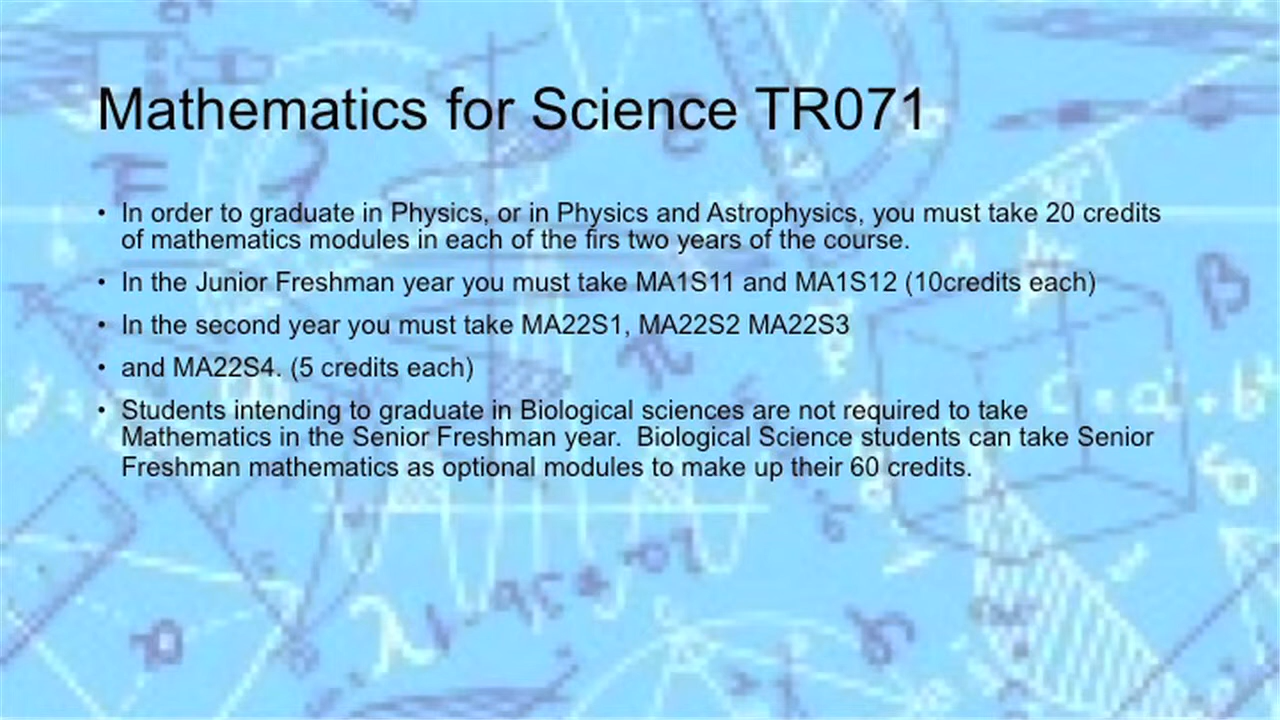 Mathematics for Science TR071
• In order to graduate in Physics, or in Physics and Astrophysics, you must take 20 credits
of mathematics modules in each of the firs two years of the course.
• In the Junior Freshman year you must take MA1S11 and MA1S12 (10credits each)
• In the second year you must take MA22S1, MA22S2 MA22S3
• and MA22S4. (5 credits each)
• Students intending to graduate in Biological sciences are not required to take
Mathematics in the Senior Freshman year.  Biological Science students can take Senior
Freshman mathematics as optional modules to make up their 60 credits.